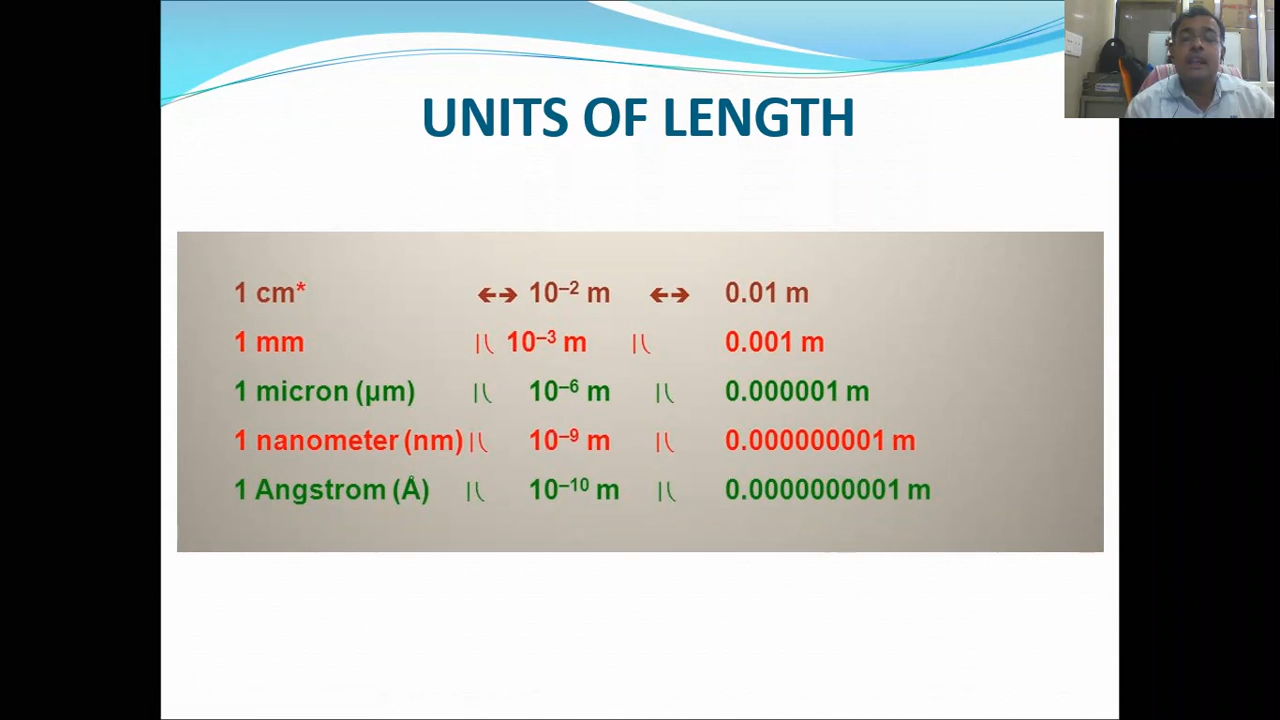 UNITS OF LENGTH
1 cm* ↔ 10⁻² m ↔ 0.01 m
1 mm 10⁻³ m 0.001 m
1 micron (μm) 10⁻⁶ m 0.000001 m
1 nanometer (nm) 10⁻⁹ m 0.000000001 m
1 Angstrom (Å) 10⁻¹⁰ m 0.0000000001 m